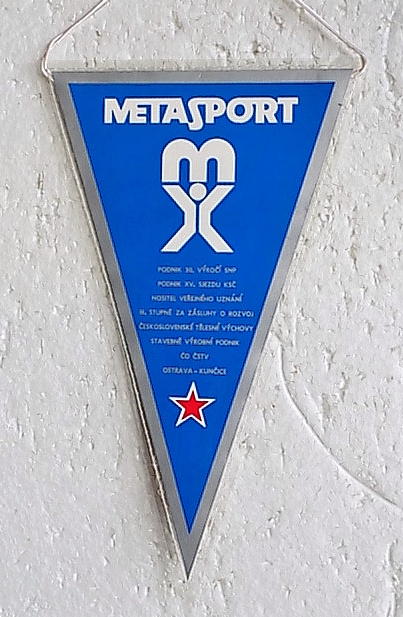 METASPORT
PODNIK 30. VÝROČÍ SNP
PODNIK XV. SJEZDU KSČ
NOSITEL VEŘEJNÉHO UZNÁNÍ
II. STUPNĚ ZA ZÁSLUHY O ROZVOJ
ČESKOSLOVENSKÉ TĚLESNÉ VÝCHOVY
STAVEBNĚ VÝROBNÍ PODNIK
ČO ČSTV
OSTRAVA - KUNČICE